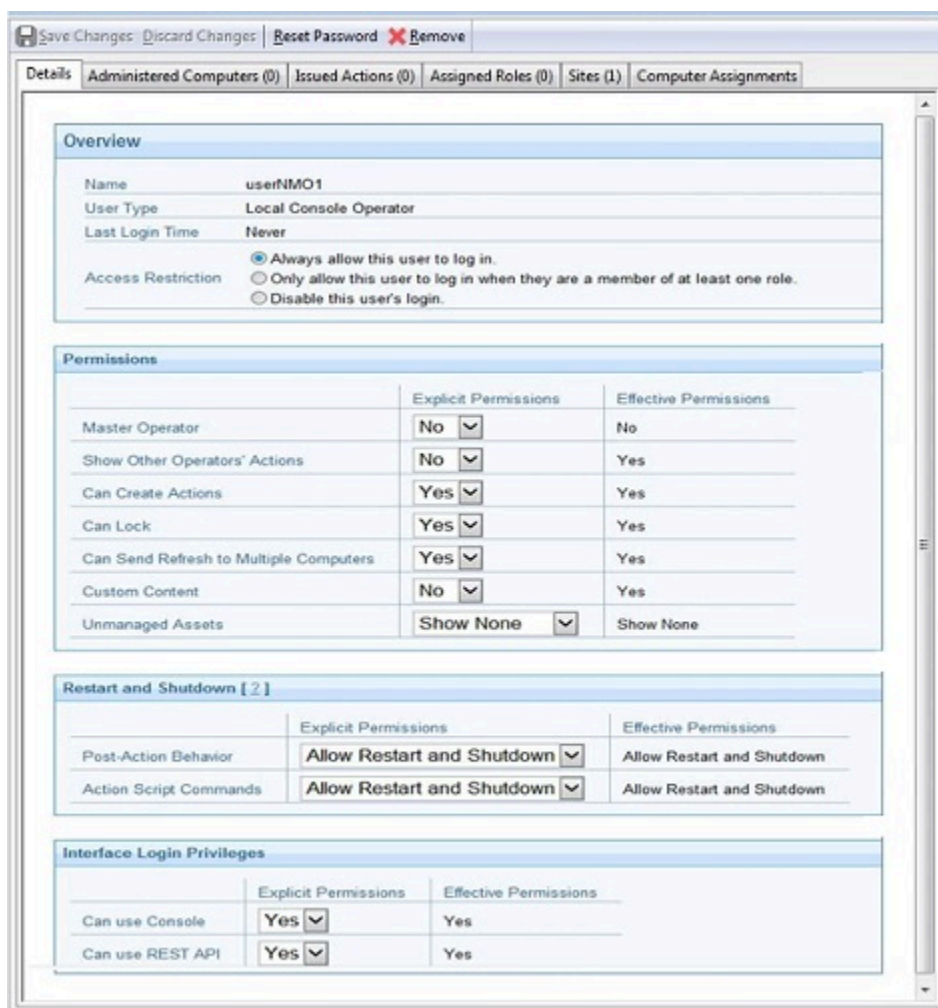 Save Changes Discard Changes Reset Password Remove
Details Administered Computers (0) Issued Actions (0) Assigned Roles (0) Sites (1) Computer Assignments
Overview
Name userNMO1
User Type Local Console Operator
Last Login Time Never
Access Restriction
Always allow this user to log in.
Only allow this user to log in when they are a member of at least one role.
Disable this user's login.
Permissions
Explicit Permissions Effective Permissions
Master Operator No No
Show Other Operators' Actions No Yes
Can Create Actions Yes Yes
Can Lock Yes Yes
Can Send Refresh to Multiple Computers Yes Yes
Custom Content No Yes
Unmanaged Assets Show None Show None
Restart and Shutdown [ ? ]
Explicit Permissions Effective Permissions
Post-Action Behavior Allow Restart and Shutdown Allow Restart and Shutdown
Action Script Commands Allow Restart and Shutdown Allow Restart and Shutdown
Interface Login Privileges
Explicit Permissions Effective Permissions
Can use Console Yes Yes
Can use REST API Yes Yes